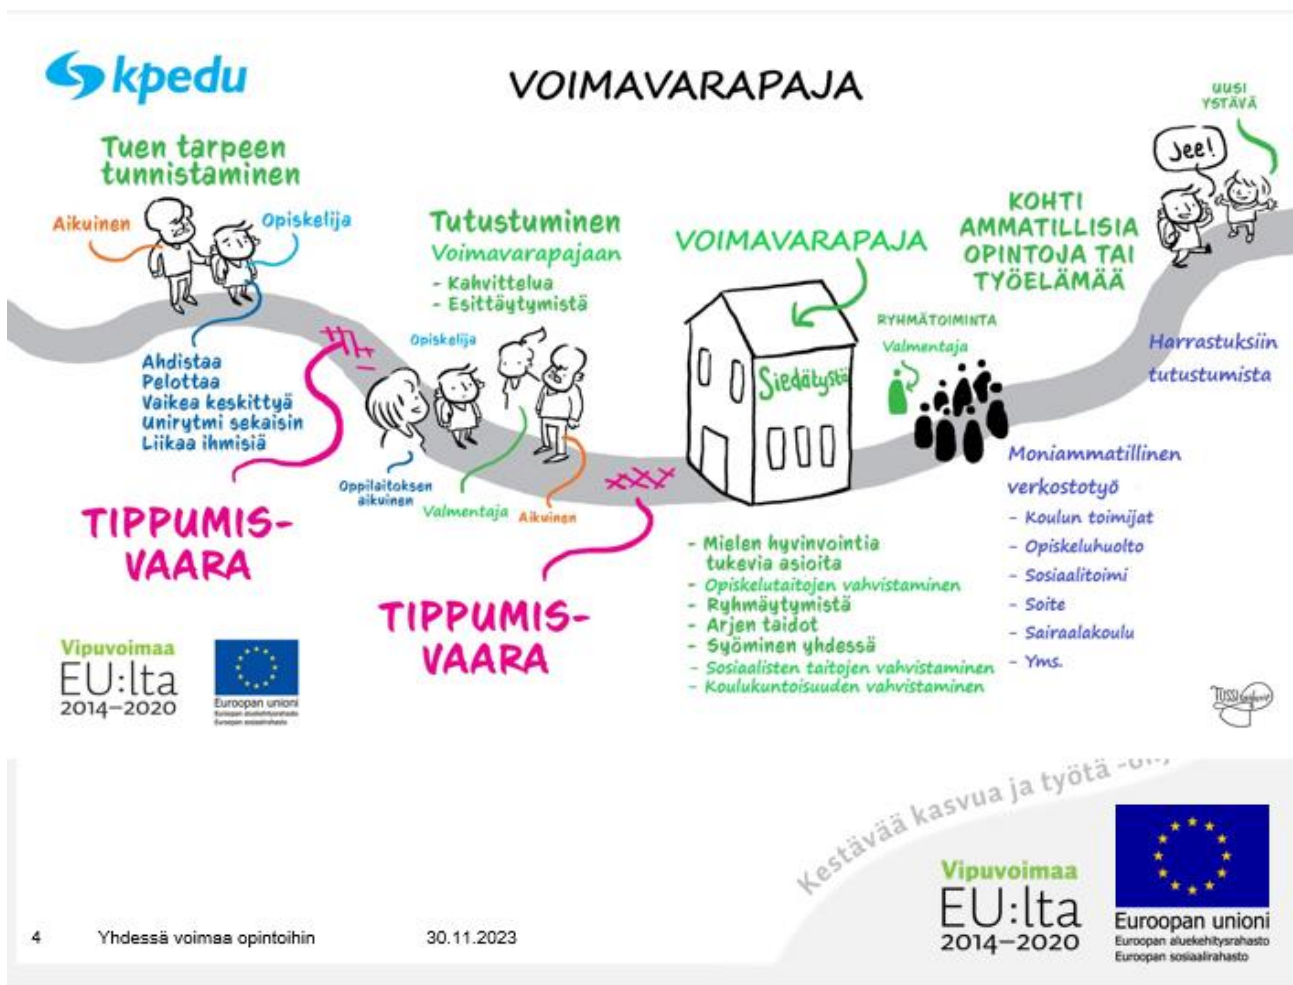 kpedu
VOIMAVARAPAJA
Tuen tarpeen
tunnistaminen
Aikuinen
Opiskelija
Ahdistaa
Pelottaa
Vaikea keskittyä
Unirytmi sekaisin
Liikaa ihmisiä
TIPPUMIS-
VAARA
Tutustuminen
Voimavarapajaan
- Kahvittelua
- Esittäytymistä
Opiskelija
Oppilaitoksen
aikuinen
Valmentaja
Aikuinen
TIPPUMIS-
VAARA
VOIMAVARAPAJA
Siedätystä
RYHMÄTOIMINTA
Valmentaja
- Mielen hyvinvointia
tukevia asioita
- Opiskelutaitojen vahvistaminen
- Ryhmäytymistä
- Arjen taidot
- Syöminen yhdessä
- Sosiaalisten taitojen vahvistaminen
- Koulukuntoisuuden vahvistaminen
KOHTI
AMMATILLISIA
OPINTOJA TAI
TYÖELÄMÄÄ
UUSI
YSTÄVÄ
Jee!
Harrastuksiin
tutustumista
Moniammatillinen
verkostotyö
- Koulun toimijat
- Opiskeluhuolto
- Sosiaalitoimi
- Soite
- Sairaalakoulu
- Yms.
Vipuvoimaa
EU:lta
2014–2020
Euroopan unioni
Euroopan aluekehitysrahasto
Euroopan sosiaalirahasto
TUSSI
Kestävää kasvua ja työtä
Vipuvoimaa
EU:lta
2014–2020
Euroopan unioni
Euroopan aluekehitysrahasto
Euroopan sosiaalirahasto
4 Yhdessä voimaa opintoihin 30.11.2023